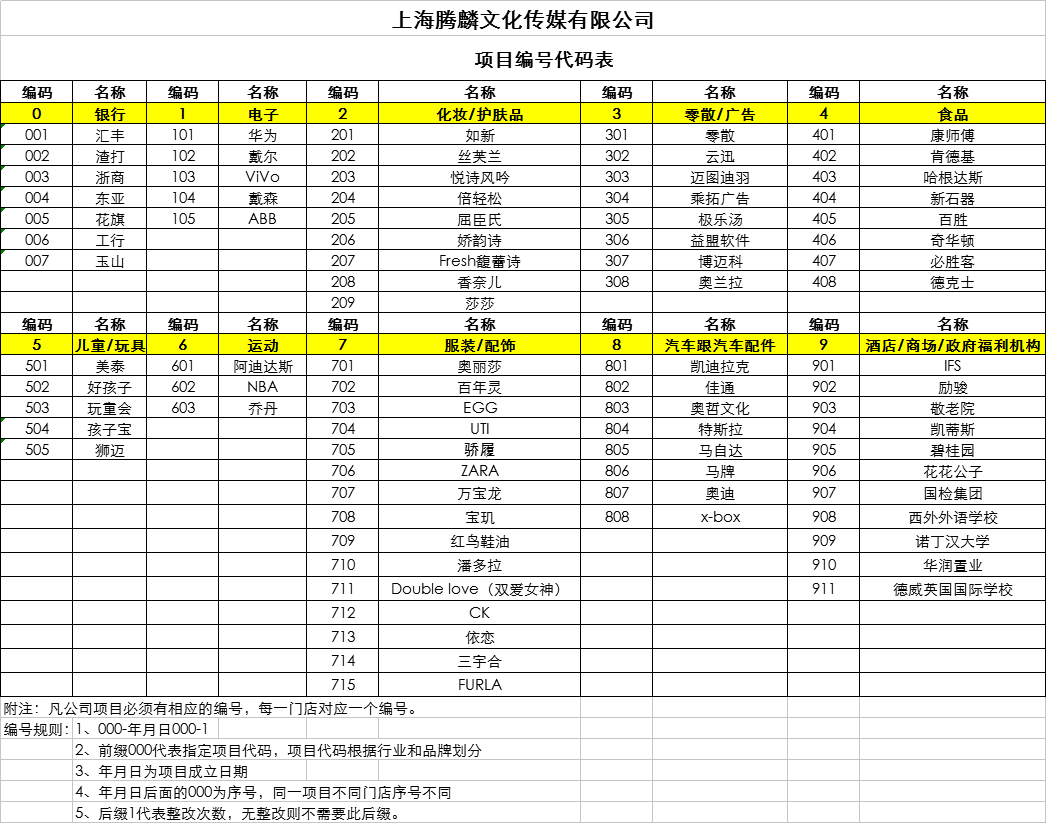 上海腾麟文化传媒有限公司
项目编号代码表
编码 名称 编码 名称 编码 名称 编码 名称 编码 名称
0 银行 1 电子 2 化妆/护肤品 3 零散/广告 4 食品
001 汇丰 101 华为 201 如新 301 零散 401 康师傅
002 渣打 102 戴尔 202 丝芙兰 302 云迅 402 肯德基
003 浙商 103 ViVo 203 悦诗风吟 303 迈图迪羽 403 哈根达斯
004 东亚 104 戴森 204 倍轻松 304 乘拓广告 404 新石器
005 花旗 105 ABB 205 屈臣氏 305 极乐汤 405 百胜
006 工行 206 娇韵诗 306 益盟软件 406 奇华顿
007 玉山 207 Fresh馥蕾诗 307 博迈科 407 必胜客
208 香奈儿 308 奥兰拉 408 德克士
209 莎莎
编码 名称 编码 名称 编码 名称 编码 名称 编码 名称
5 儿童/玩具 6 运动 7 服装/配饰 8 汽车跟汽车配件 9 酒店/商场/政府福利机构
501 美泰 601 阿迪达斯 701 奥丽莎 801 凯迪拉克 901 IFS
502 好孩子 602 NBA 702 百年灵 802 佳通 902 励骏
503 玩童会 603 乔丹 703 EGG 803 奥哲文化 903 敬老院
504 孩子宝 704 UTI 804 特斯拉 904 凯蒂斯
505 狮迈 705 骄履 805 马自达 905 碧桂园
706 ZARA 806 马牌 906 花花公子
707 万宝龙 807 奥迪 907 国检集团
708 宝玑 808 x-box 908 西外外语学校
709 红鸟鞋油 909 诺丁汉大学
710 潘多拉 910 华润置业
711 Double love（双爱女神） 911 德威英国国际学校
712 CK
713 依恋
714 三宇合
715 FURLA
附注：凡公司项目必须有相应的编号，每一门店对应一个编号。
编号规则：1、000-年月日000-1
2、前缀000代表指定项目代码，项目代码根据行业和品牌划分
3、年月日为项目成立日期
4、年月日后面的000为序号，同一项目不同门店序号不同
5、后缀1代表整改次数，无整改则不需要此后缀。